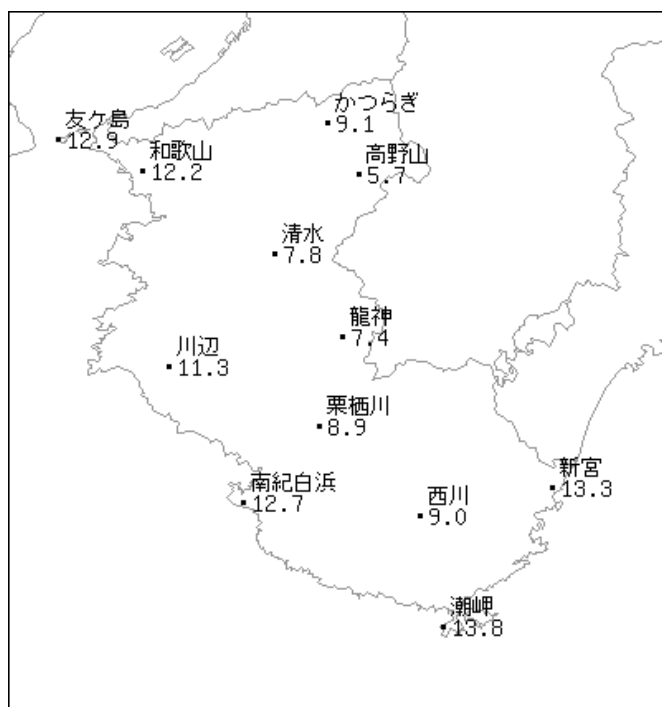 かつらぎ
9.1
友ケ島
12.9
和歌山
12.2
高野山
5.7
清水
7.8
龍神
7.4
川辺
11.3
栗栖川
8.9
新宮
13.3
南紀白浜
12.7
西川
9.0
潮岬
13.8